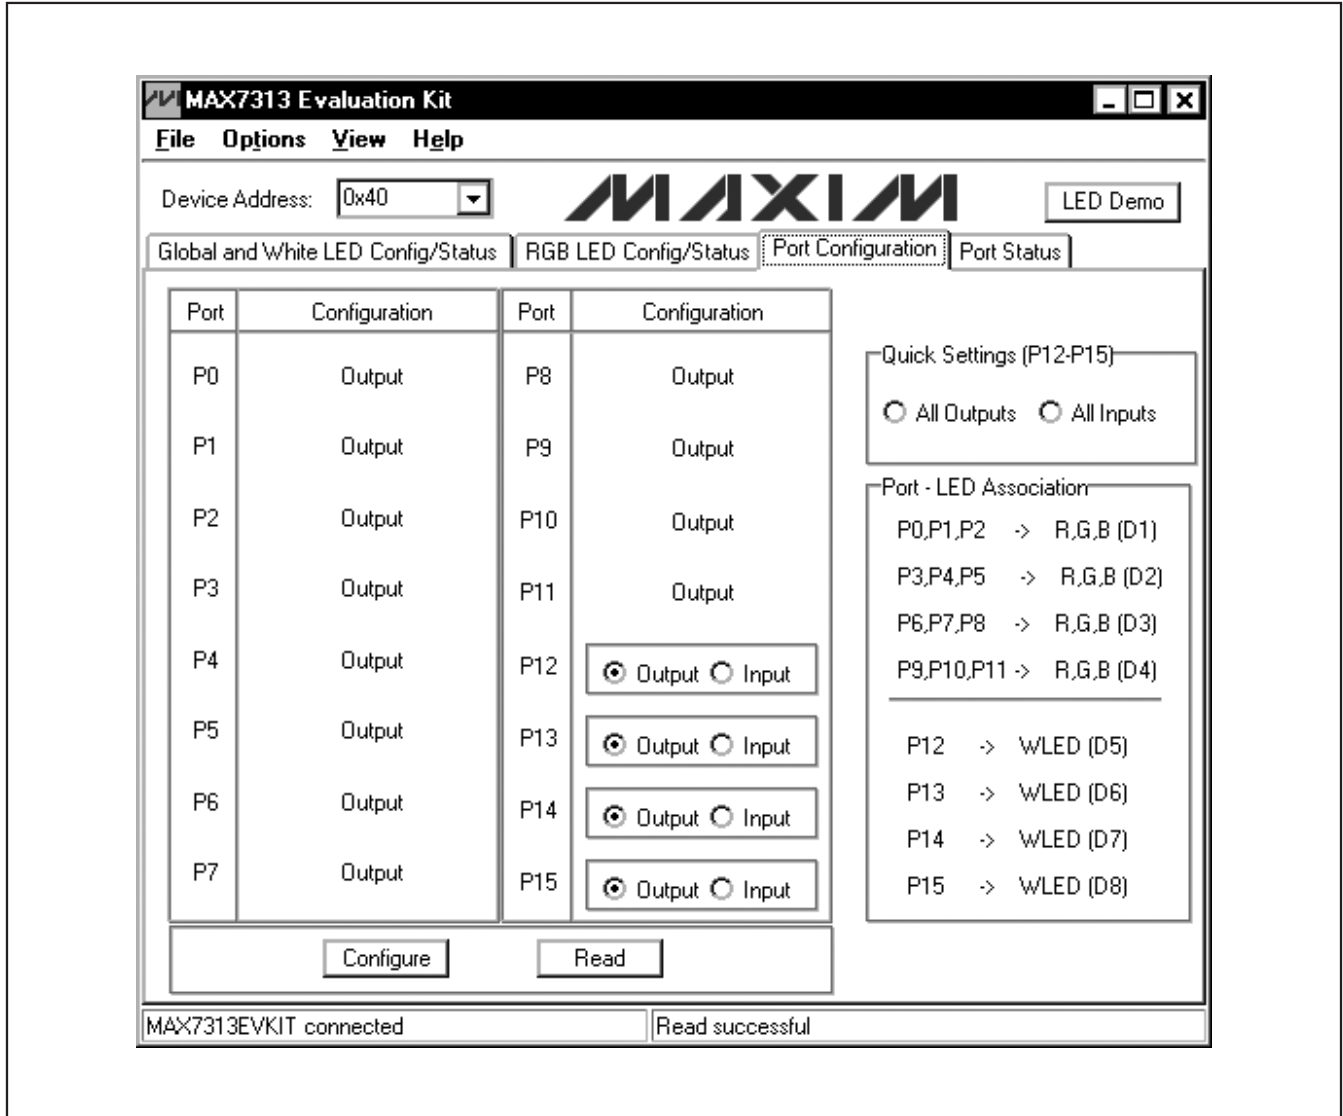 MAX7313 Evaluation Kit
File Options View Help
Device Address: 0x40 MAXIM LED Demo
Global and White LED Config/Status RGB LED Config/Status Port Configuration Port Status
Port Configuration Port Configuration
P0 Output P8 Output
P1 Output P9 Output
P2 Output P10 Output
P3 Output P11 Output
P4 Output P12 Output Input
P5 Output P13 Output Input
P6 Output P14 Output Input
P7 Output P15 Output Input
Configure Read
Quick Settings (P12-P15)
All Outputs All Inputs
Port - LED Association
P0,P1,P2 -> R,G,B (D1)
P3,P4,P5 -> R,G,B (D2)
P6,P7,P8 -> R,G,B (D3)
P9,P10,P11 -> R,G,B (D4)
P12 -> WLED (D5)
P13 -> WLED (D6)
P14 -> WLED (D7)
P15 -> WLED (D8)
MAX7313EVKIT connected Read successful